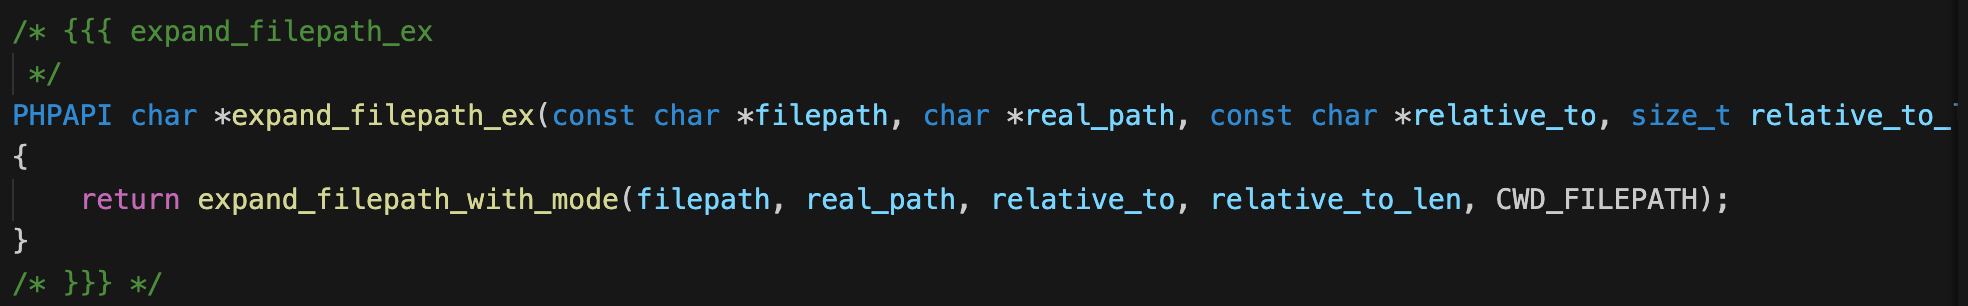 /* {{{ expand_filepath_ex
 */
PHPAPI char *expand_filepath_ex(const char *filepath, char *real_path, const char *relative_to, size_t relative_to_
{
    return expand_filepath_with_mode(filepath, real_path, relative_to, relative_to_len, CWD_FILEPATH);
}
/* }}} */